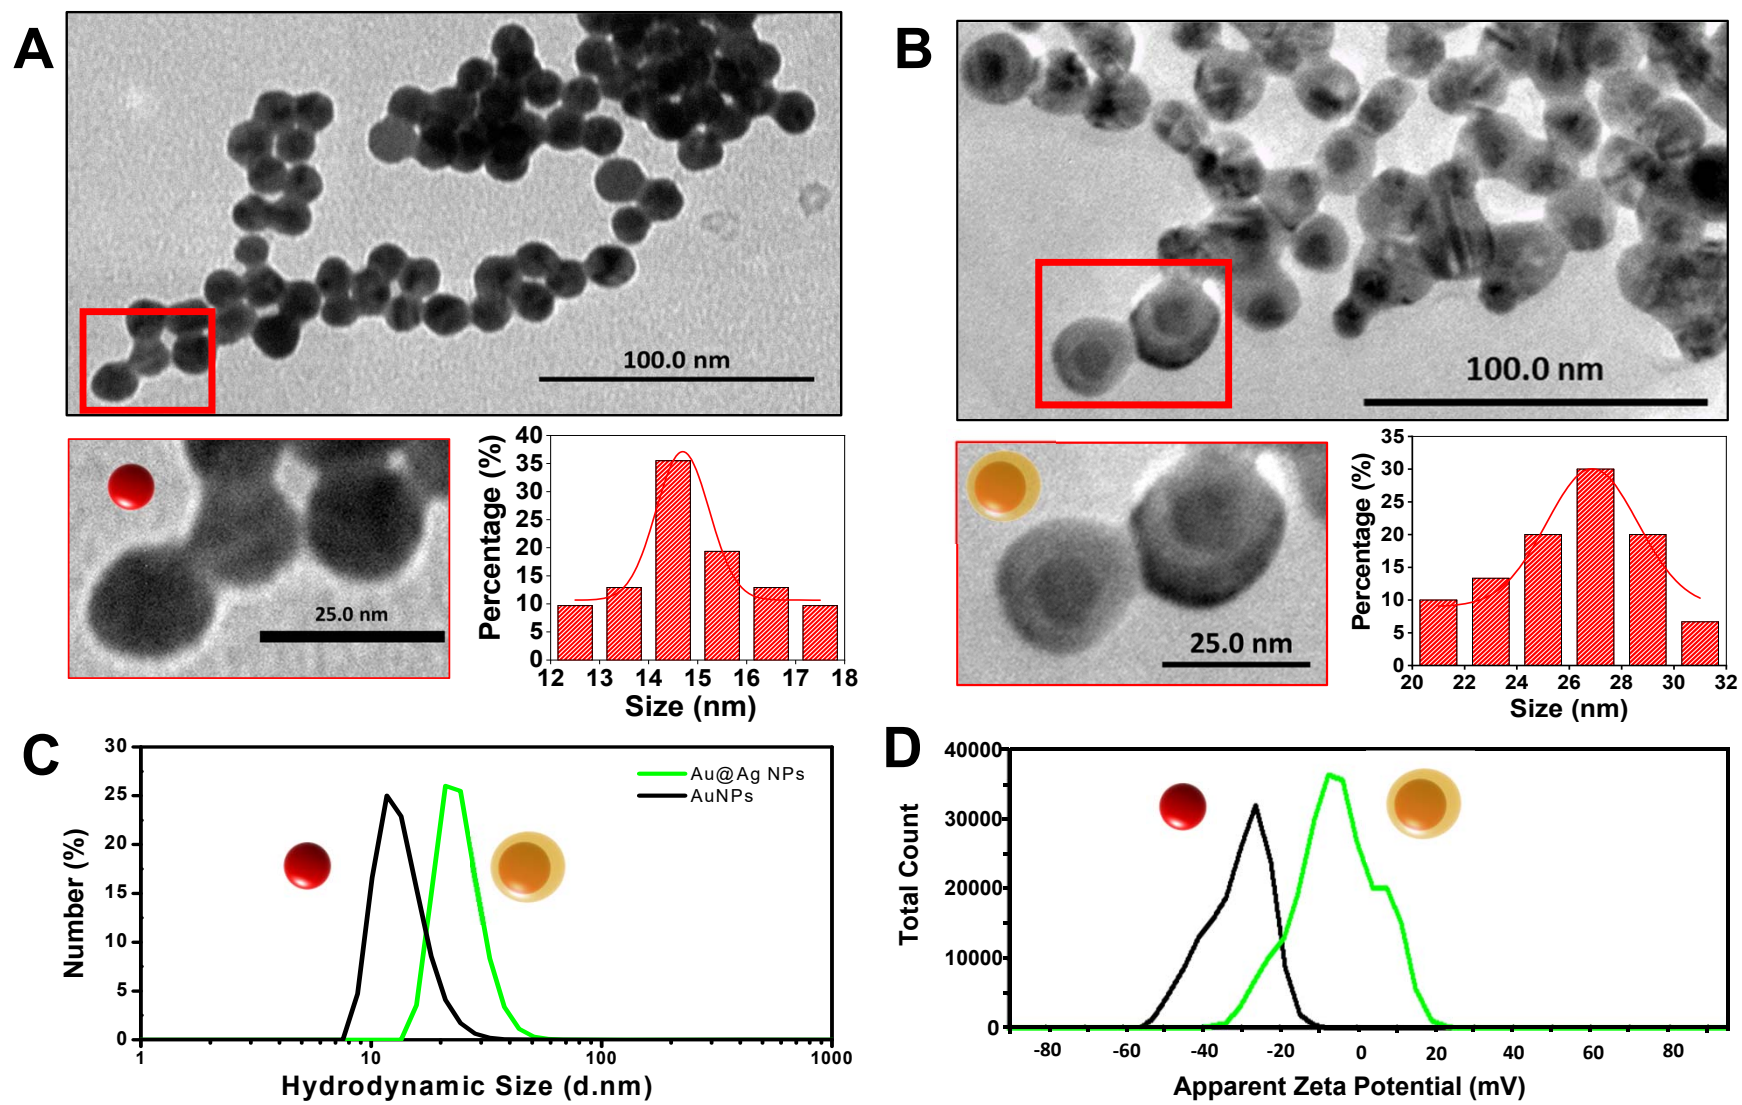 A
100.0 nm
B
100.0 nm
25.0 nm
Percentage (%)
40
35
30
25
20
15
10
5
0
12 13 14 15 16 17 18
Size (nm)
25.0 nm
Percentage (%)
35
30
25
20
15
10
5
0
20 22 24 26 28 30 32
Size (nm)
C
Number (%)
30
25
20
15
10
5
0
Au@Ag NPs
AuNPs
1 10 100 1000
Hydrodynamic Size (d.nm)
D
Total Count
40000
30000
20000
10000
0
-80 -60 -40 -20 0 20 40 60 80
Apparent Zeta Potential (mV)